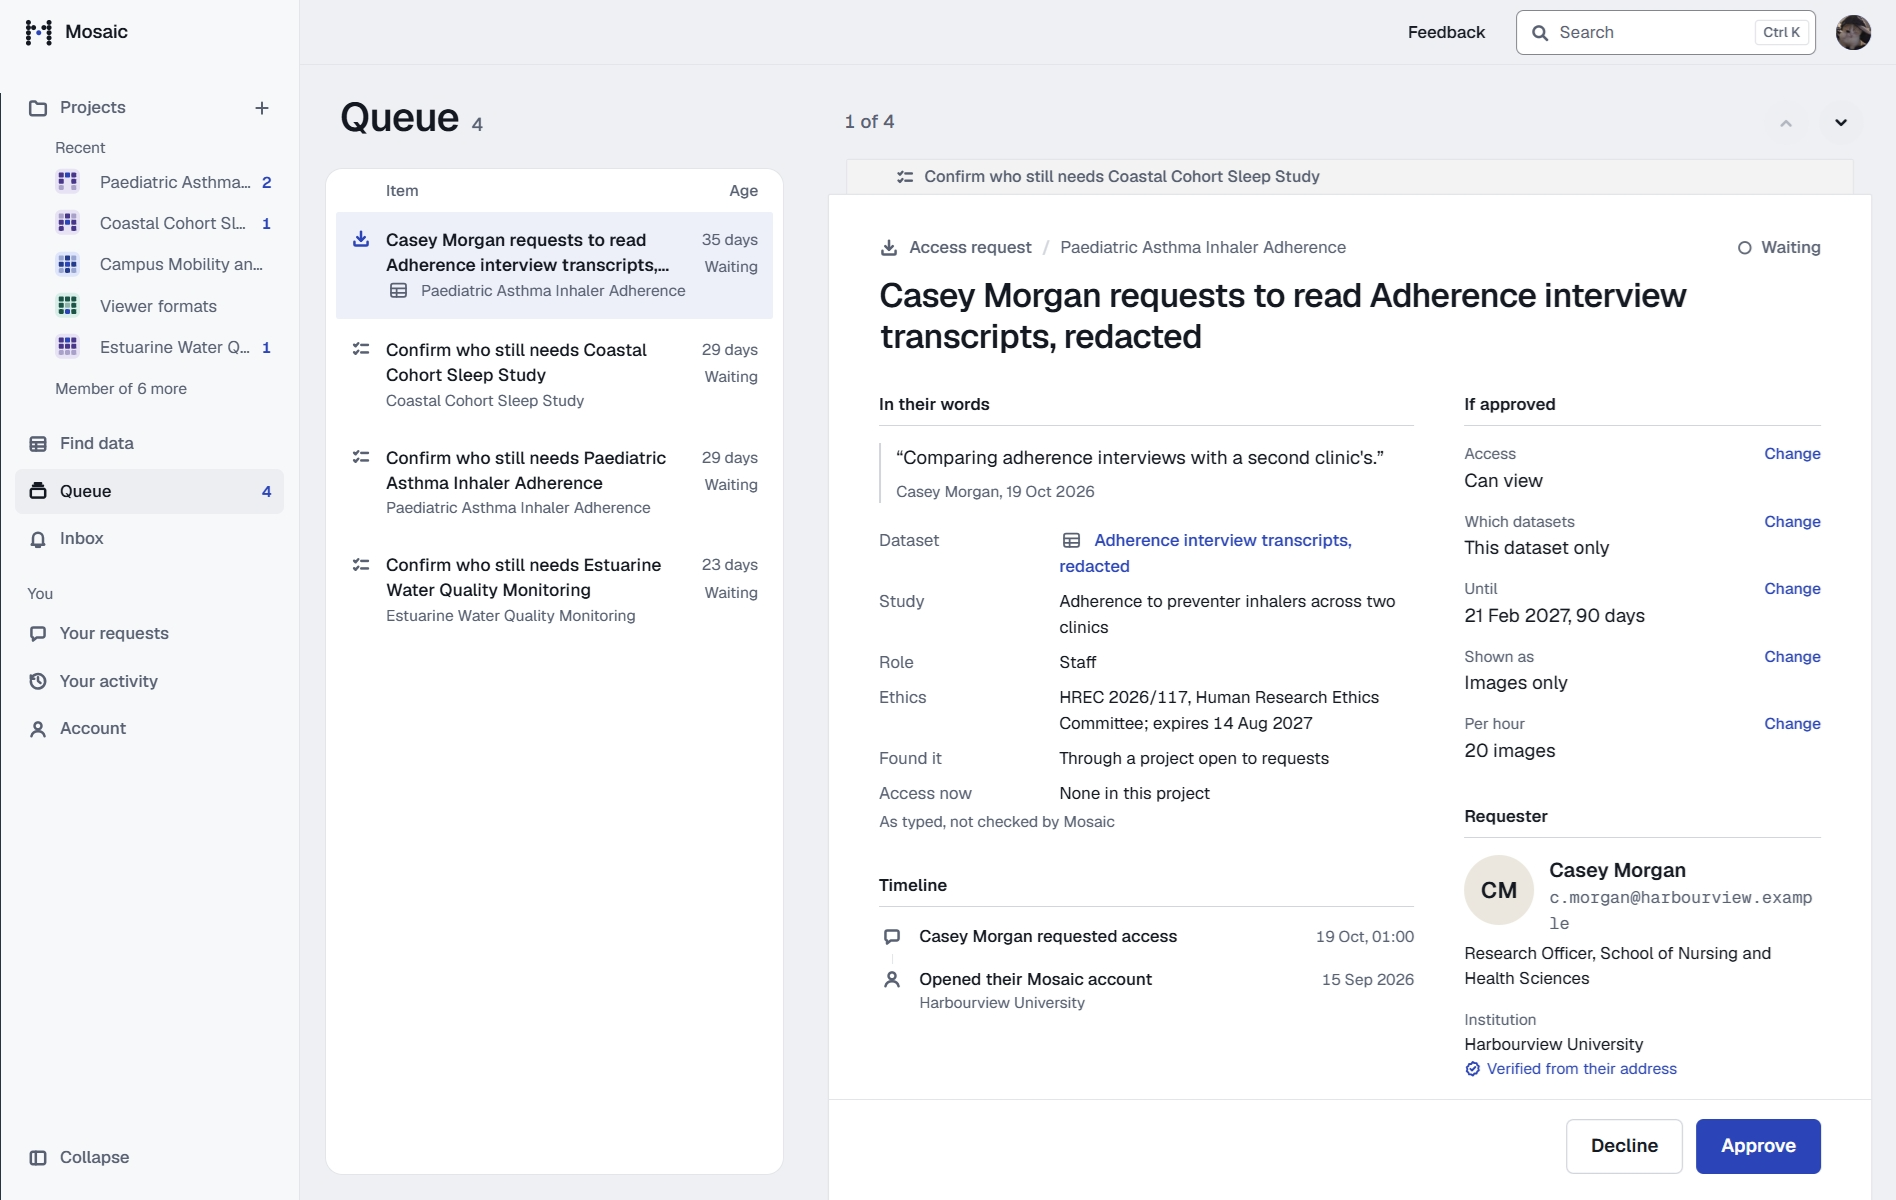 Mosaic
Feedback
Search
Ctrl K
Projects
Recent
Paediatric Asthma... 2
Coastal Cohort Sl... 1
Campus Mobility an...
Viewer formats
Estuarine Water Q... 1
Member of 6 more
Find data
Queue 4
Inbox
You
Your requests
Your activity
Account
Collapse
Queue 4
Item Age
Casey Morgan requests to read 35 days
Adherence interview transcripts,... Waiting
Paediatric Asthma Inhaler Adherence
Confirm who still needs Coastal 29 days
Cohort Sleep Study Waiting
Coastal Cohort Sleep Study
Confirm who still needs Paediatric 29 days
Asthma Inhaler Adherence Waiting
Paediatric Asthma Inhaler Adherence
Confirm who still needs Estuarine 23 days
Water Quality Monitoring Waiting
Estuarine Water Quality Monitoring
1 of 4
Confirm who still needs Coastal Cohort Sleep Study
Access request / Paediatric Asthma Inhaler Adherence Waiting
Casey Morgan requests to read Adherence interview
transcripts, redacted
In their words
“Comparing adherence interviews with a second clinic's.”
Casey Morgan, 19 Oct 2026
Dataset Adherence interview transcripts,
redacted
Study Adherence to preventer inhalers across two
clinics
Role Staff
Ethics HREC 2026/117, Human Research Ethics
Committee; expires 14 Aug 2027
Found it Through a project open to requests
Access now None in this project
As typed, not checked by Mosaic
Timeline
Casey Morgan requested access 19 Oct, 01:00
Opened their Mosaic account 15 Sep 2026
Harbourview University
If approved
Access Change
Can view
Which datasets Change
This dataset only
Until Change
21 Feb 2027, 90 days
Shown as Change
Images only
Per hour Change
20 images
Requester
CM
Casey Morgan
c.morgan@harbourview.examp
le
Research Officer, School of Nursing and
Health Sciences
Institution
Harbourview University
Verified from their address
Decline
Approve